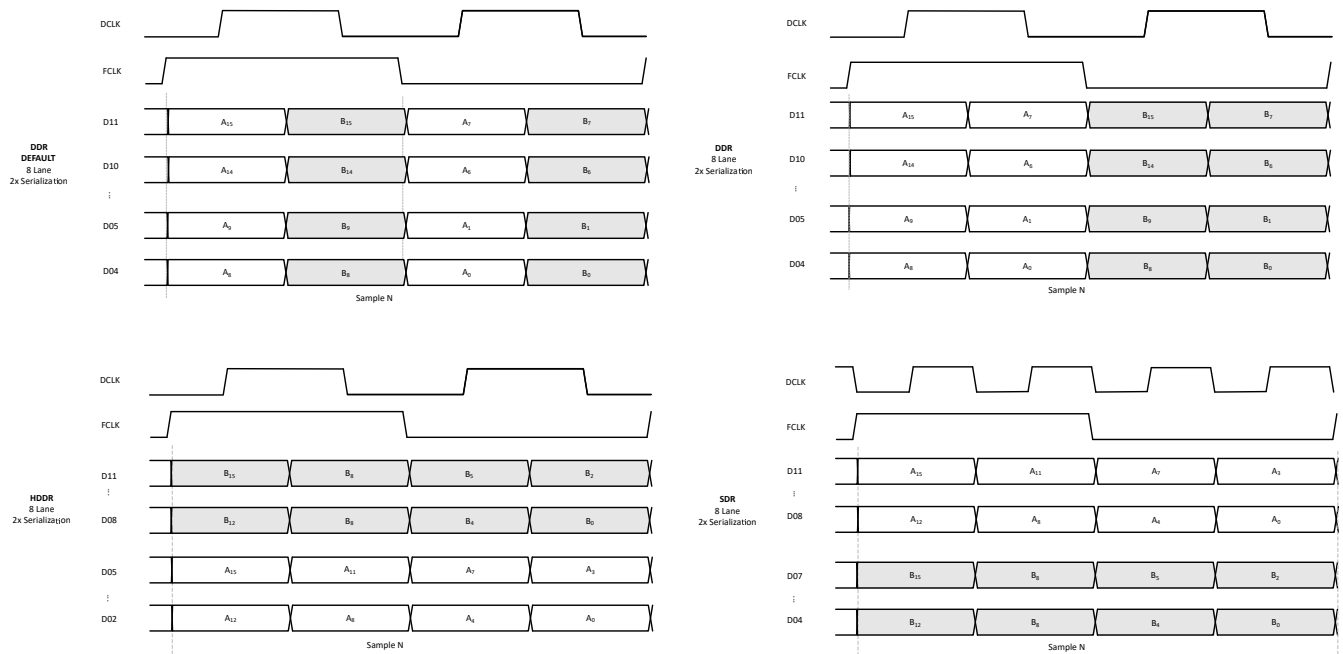 DCLK
FCLK
D11 A15 B15 A7 B7
DDR
DEFAULT
8 Lane
2x Serialization
D10 A14 B14 A6 B6
⋮
D05 A9 B9 A1 B1
D04 A8 B8 A0 B0
Sample N
DCLK
FCLK
D11 A15 A7 B15 B7
DDR
8 Lane
2x Serialization
D10 A14 A6 B14 B6
⋮
D05 A9 A1 B9 B1
D04 A8 A0 B8 B0
Sample N
DCLK
FCLK
D11 B15 B8 B5 B2
⋮
HDDR
8 Lane
2x Serialization
D08 B12 B8 B4 B0
D05 A15 A11 A7 A3
⋮
D02 A12 A8 A4 A0
Sample N
DCLK
FCLK
D11 A15 A11 A7 A3
⋮
SDR
8 Lane
2x Serialization
D08 A12 A8 A4 A0
D07 B15 B8 B5 B2
⋮
D04 B12 B8 B4 B0
Sample N